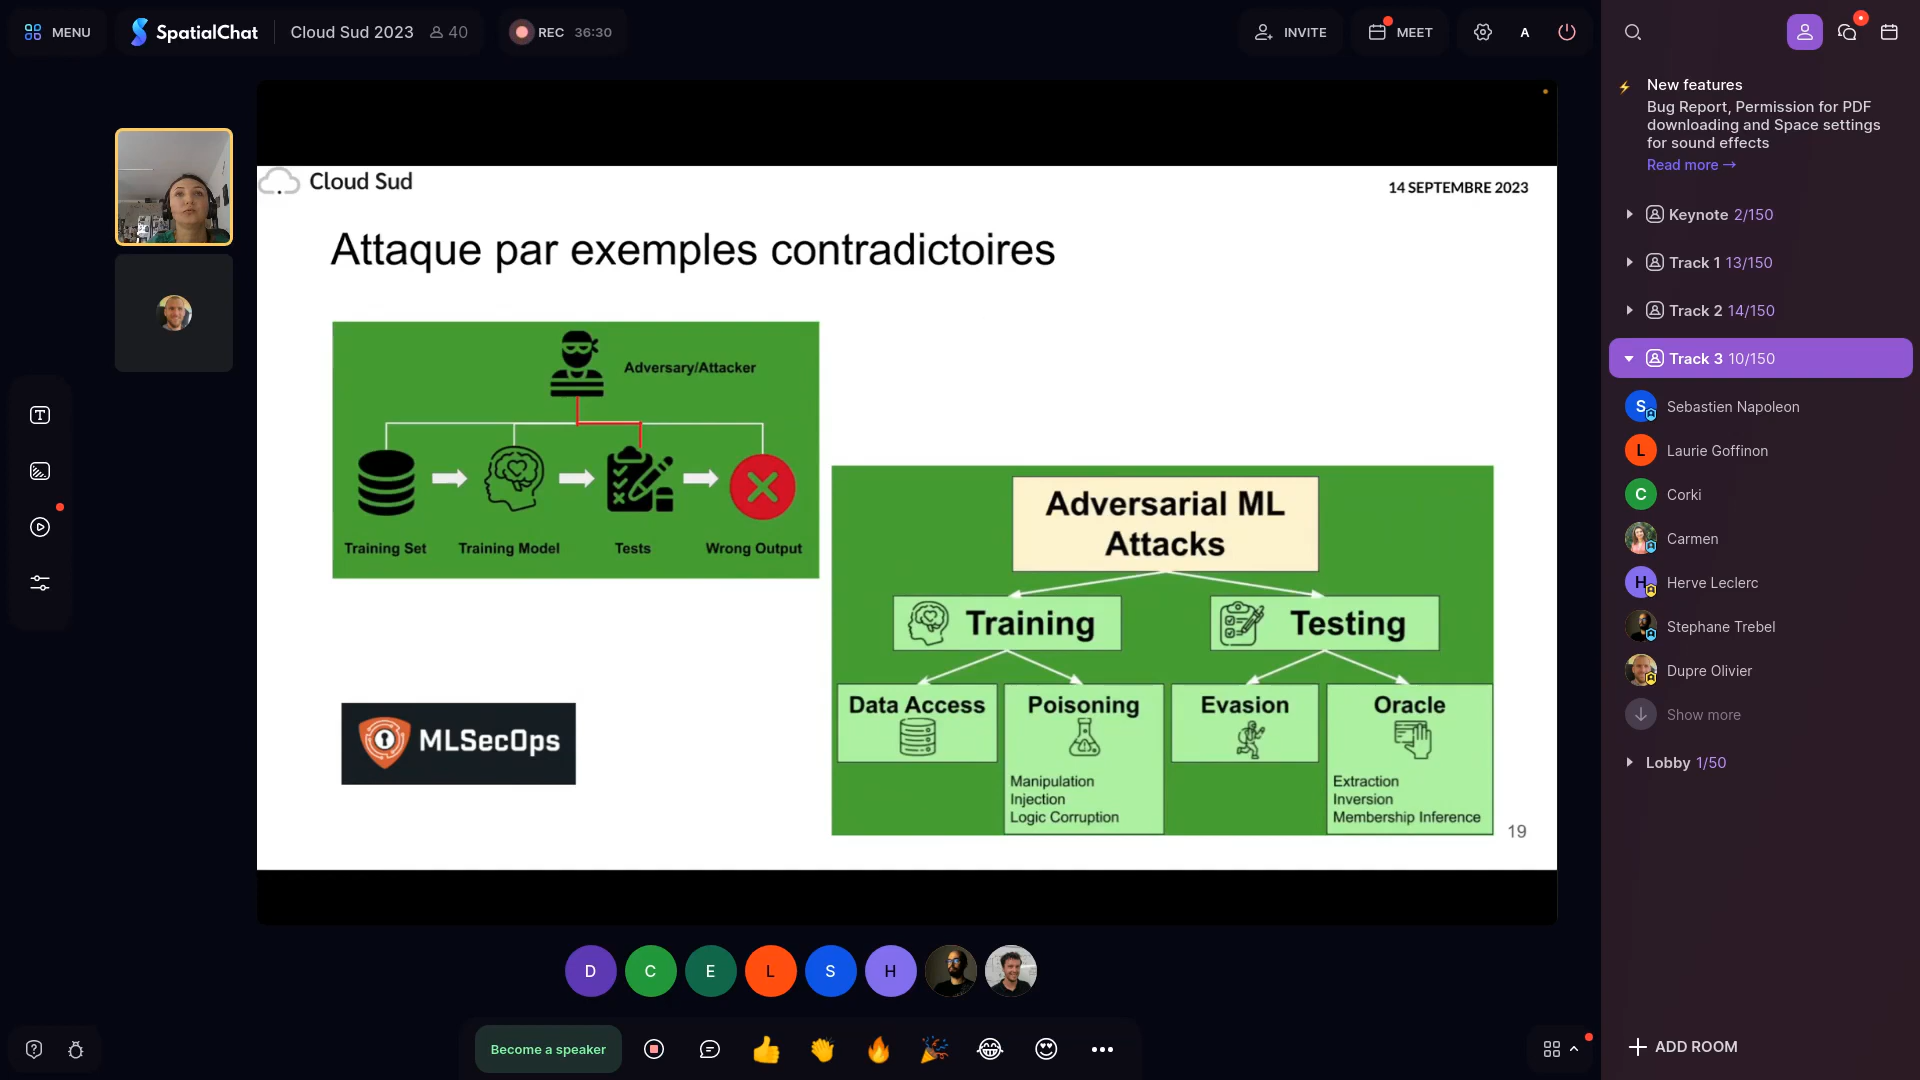 MENU
SpatialChat
Cloud Sud 2023
40
REC 36:30
INVITE
MEET
A
New features
Bug Report, Permission for PDF
downloading and Space settings
for sound effects
Read more →
Keynote 2/150
Track 1 13/150
Track 2 14/150
Track 3 10/150
S Sebastien Napoleon
L Laurie Goffinon
C Corki
Carmen
H Herve Leclerc
Stephane Trebel
Dupre Olivier
Show more
Lobby 1/50
ADD ROOM
Cloud Sud
14 SEPTEMBRE 2023
Attaque par exemples contradictoires
Adversary/Attacker
Training Set
Training Model
Tests
Wrong Output
MLSecOps
Adversarial ML
Attacks
Training
Testing
Data Access
Poisoning
Manipulation
Injection
Logic Corruption
Evasion
Oracle
Extraction
Inversion
Membership Inference
19
D C E L S H
Become a speaker